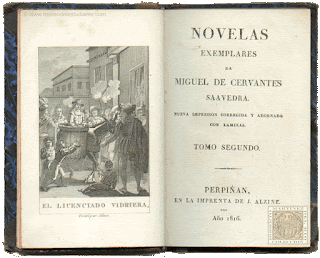 EL LICENCIADO VIDRIERA,
NOVELAS
EXEMPLARES
DE
MIGUEL DE CERVANTES
SAAVEDRA.
NUEVA IMPRESION CORREGIDA Y ADORNADA
CON LAMINAS.
TOMO SEGUNDO.
PERPIÑAN,
EN LA IMPRENTA DE J. ALZINE.
Año 1816.